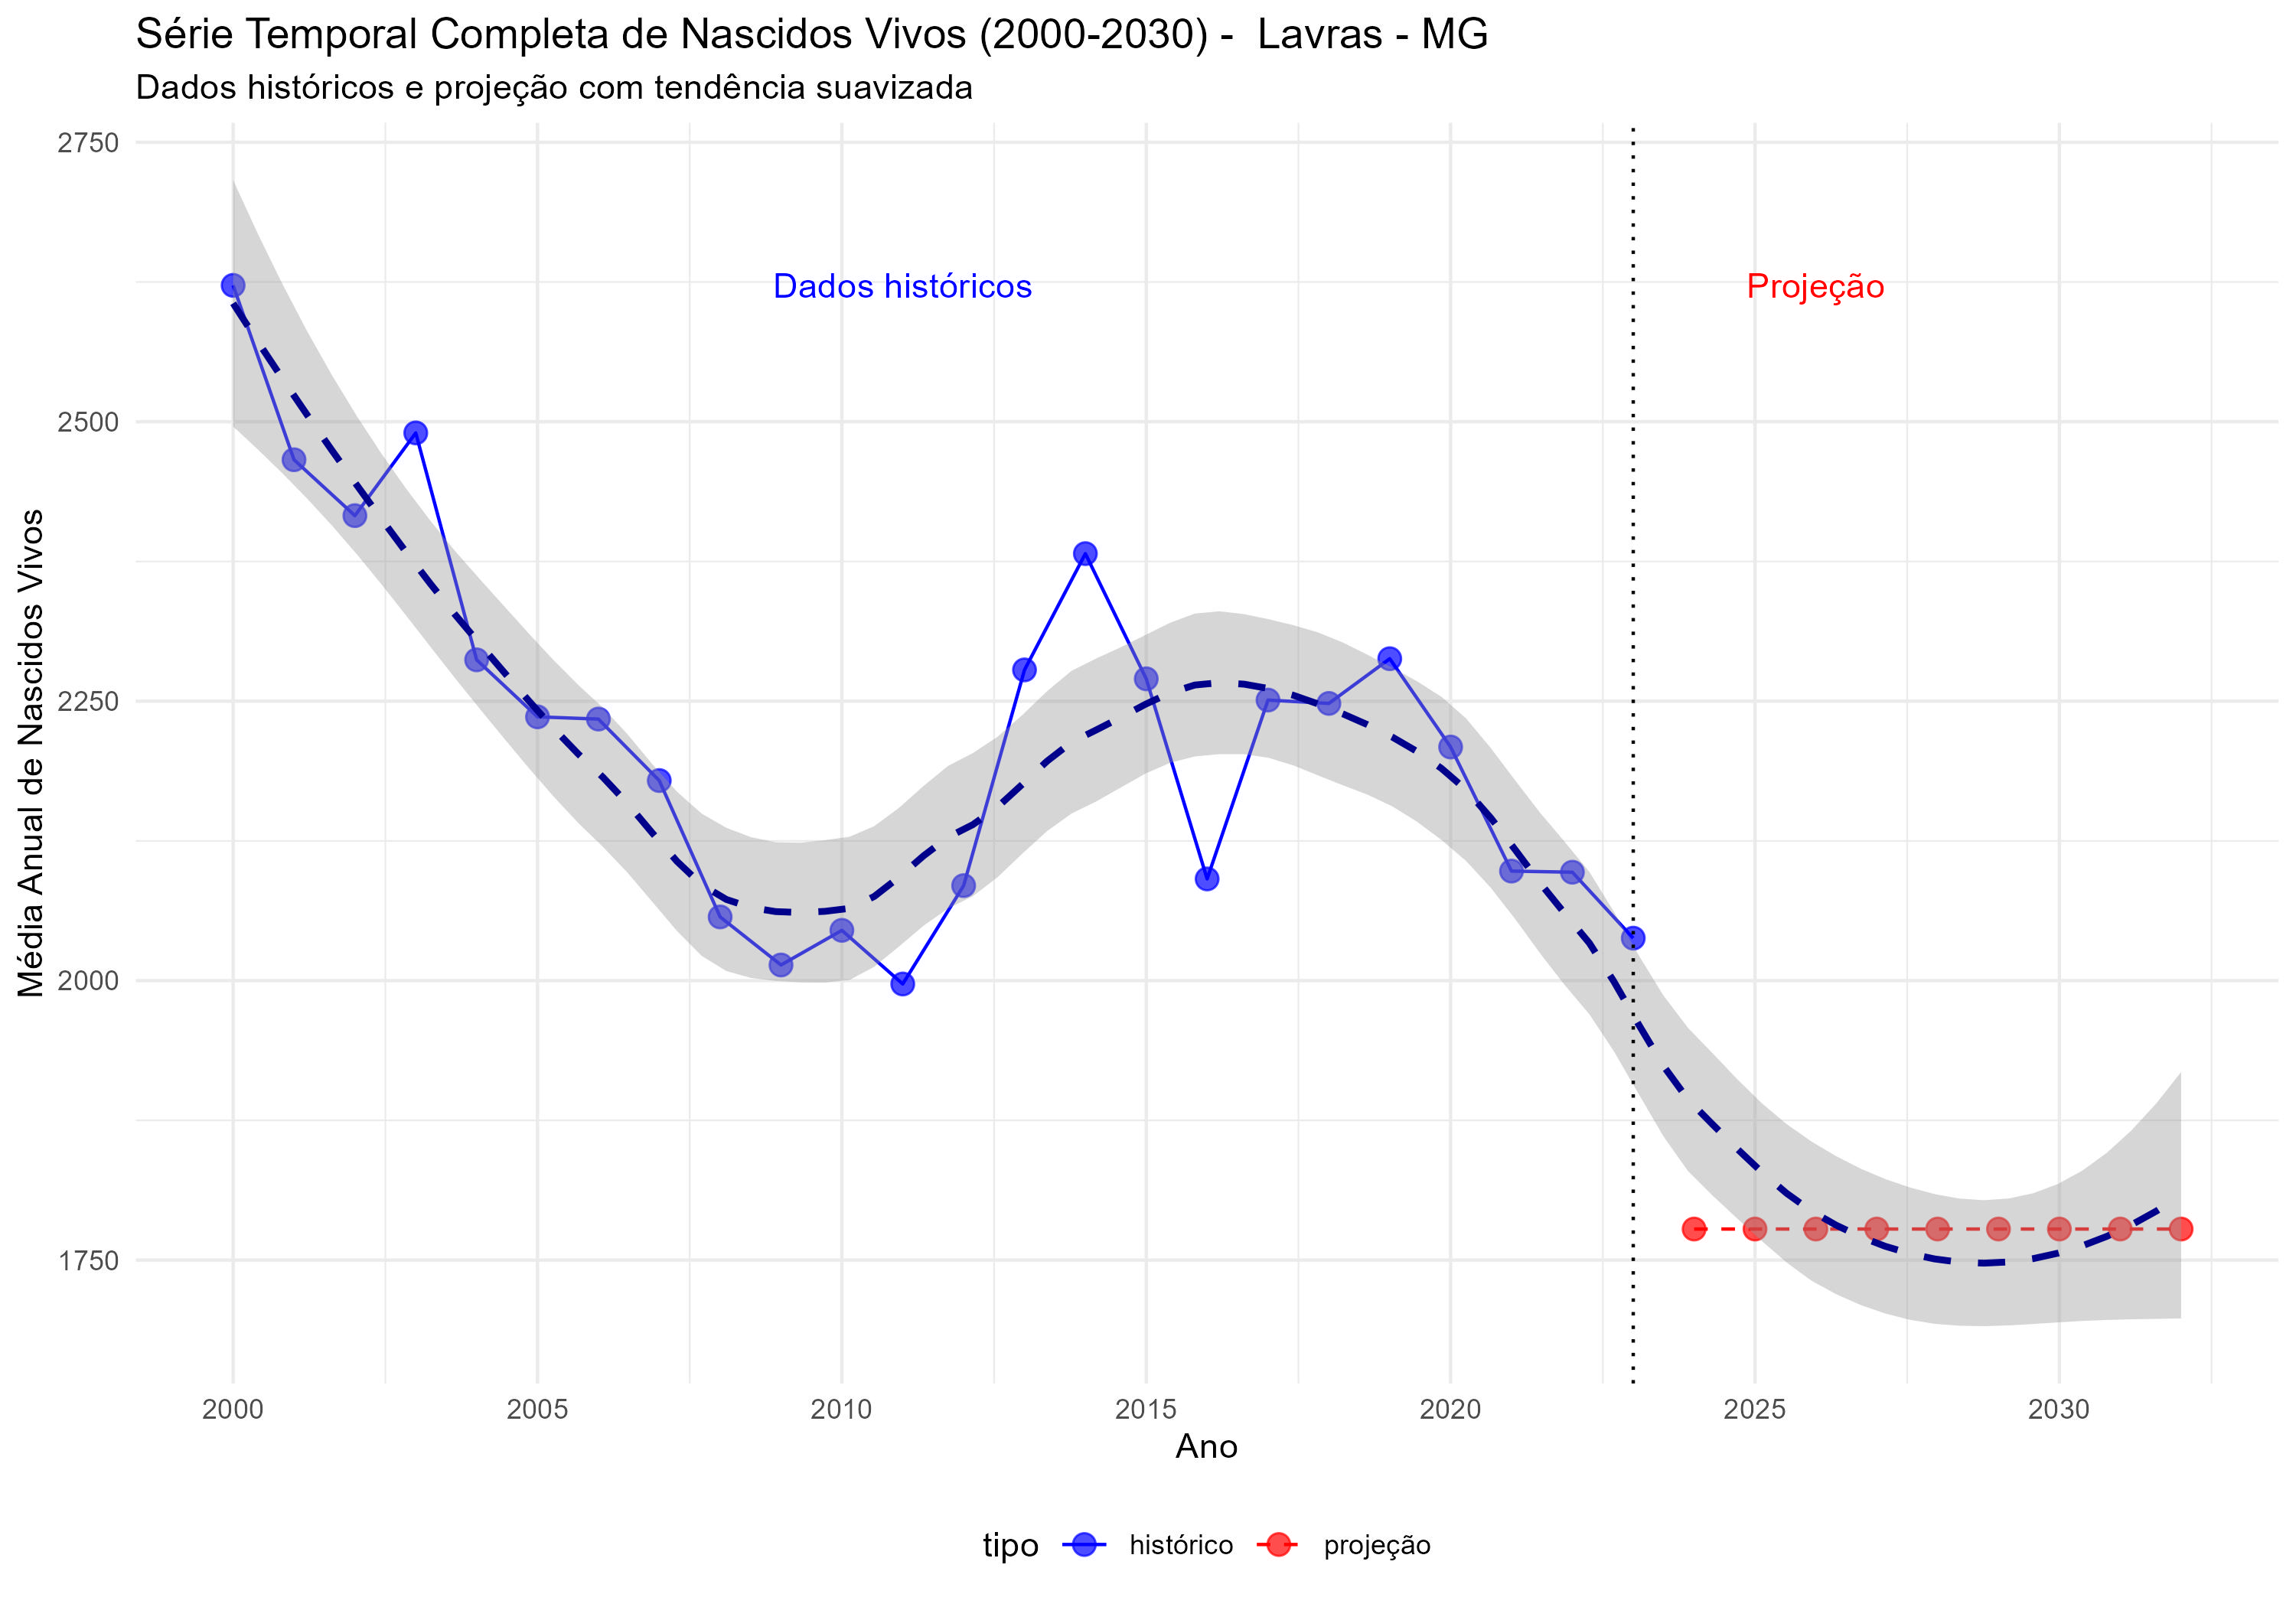 Série Temporal Completa de Nascidos Vivos (2000-2030) -  Lavras - MG
Dados históricos e projeção com tendência suavizada
Média Anual de Nascidos Vivos
2750
2500
2250
2000
1750
Dados históricos
Projeção
2000
2005
2010
2015
2020
2025
2030
Ano
tipo
histórico
projeção